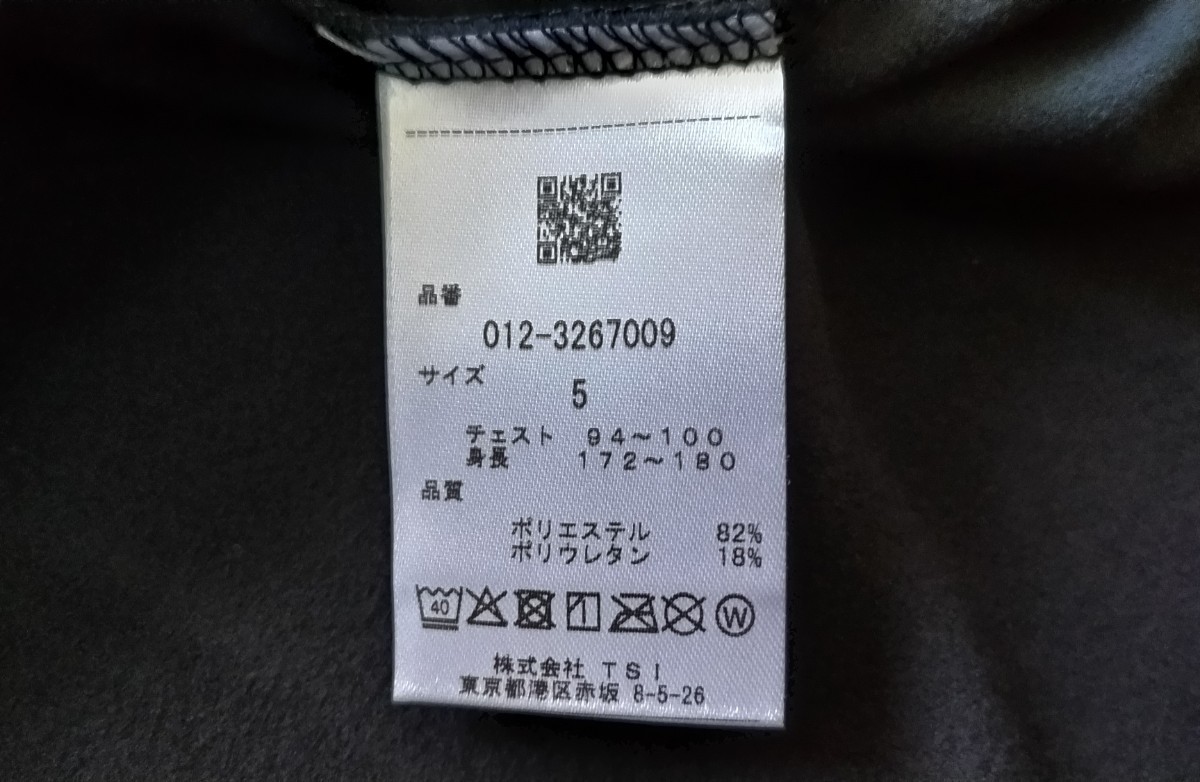 品番
012-3267009
サイズ
5
チェスト 94～100
身長 172～180
品質
ポリエステル 82%
ポリウレタン 18%
40 W
株式会社 TSI
東京都港区赤坂 8-5-26